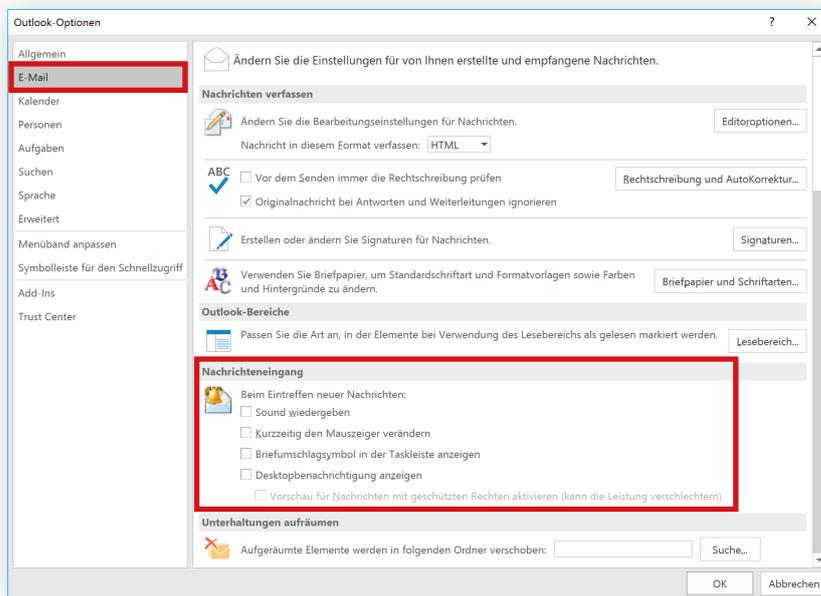 Outlook-Optionen
?
Allgemein
E-Mail
Kalender
Personen
Aufgaben
Suchen
Sprache
Erweitert
Menüband anpassen
Symbolleiste für den Schnellzugriff
Add-Ins
Trust Center
Ändern Sie die Einstellungen für von Ihnen erstellte und empfangene Nachrichten.
Nachrichten verfassen
Ändern Sie die Bearbeitungseinstellungen für Nachrichten.
Editoroptionen...
Nachricht in diesem Format verfassen: HTML
ABC
Vor dem Senden immer die Rechtschreibung prüfen
Rechtschreibung und AutoKorrektur...
Originalnachricht bei Antworten und Weiterleitungen ignorieren
Erstellen oder ändern Sie Signaturen für Nachrichten.
Signaturen...
Verwenden Sie Briefpapier, um Standardschriftart und Formatvorlagen sowie Farben
und Hintergründe zu ändern.
Briefpapier und Schriftarten...
Outlook-Bereiche
Passen Sie die Art an, in der Elemente bei Verwendung des Lesebereichs als gelesen markiert werden.
Lesebereich...
Nachrichteneingang
Beim Eintreffen neuer Nachrichten:
Sound wiedergeben
Kurzzeitig den Mauszeiger verändern
Briefumschlagsymbol in der Taskleiste anzeigen
Desktopbenachrichtigung anzeigen
Vorschau für Nachrichten mit geschützten Rechten aktivieren (kann die Leistung verschlechtern)
Unterhaltungen aufräumen
Aufgeräumte Elemente werden in folgenden Ordner verschoben:
Suche...
OK
Abbrechen